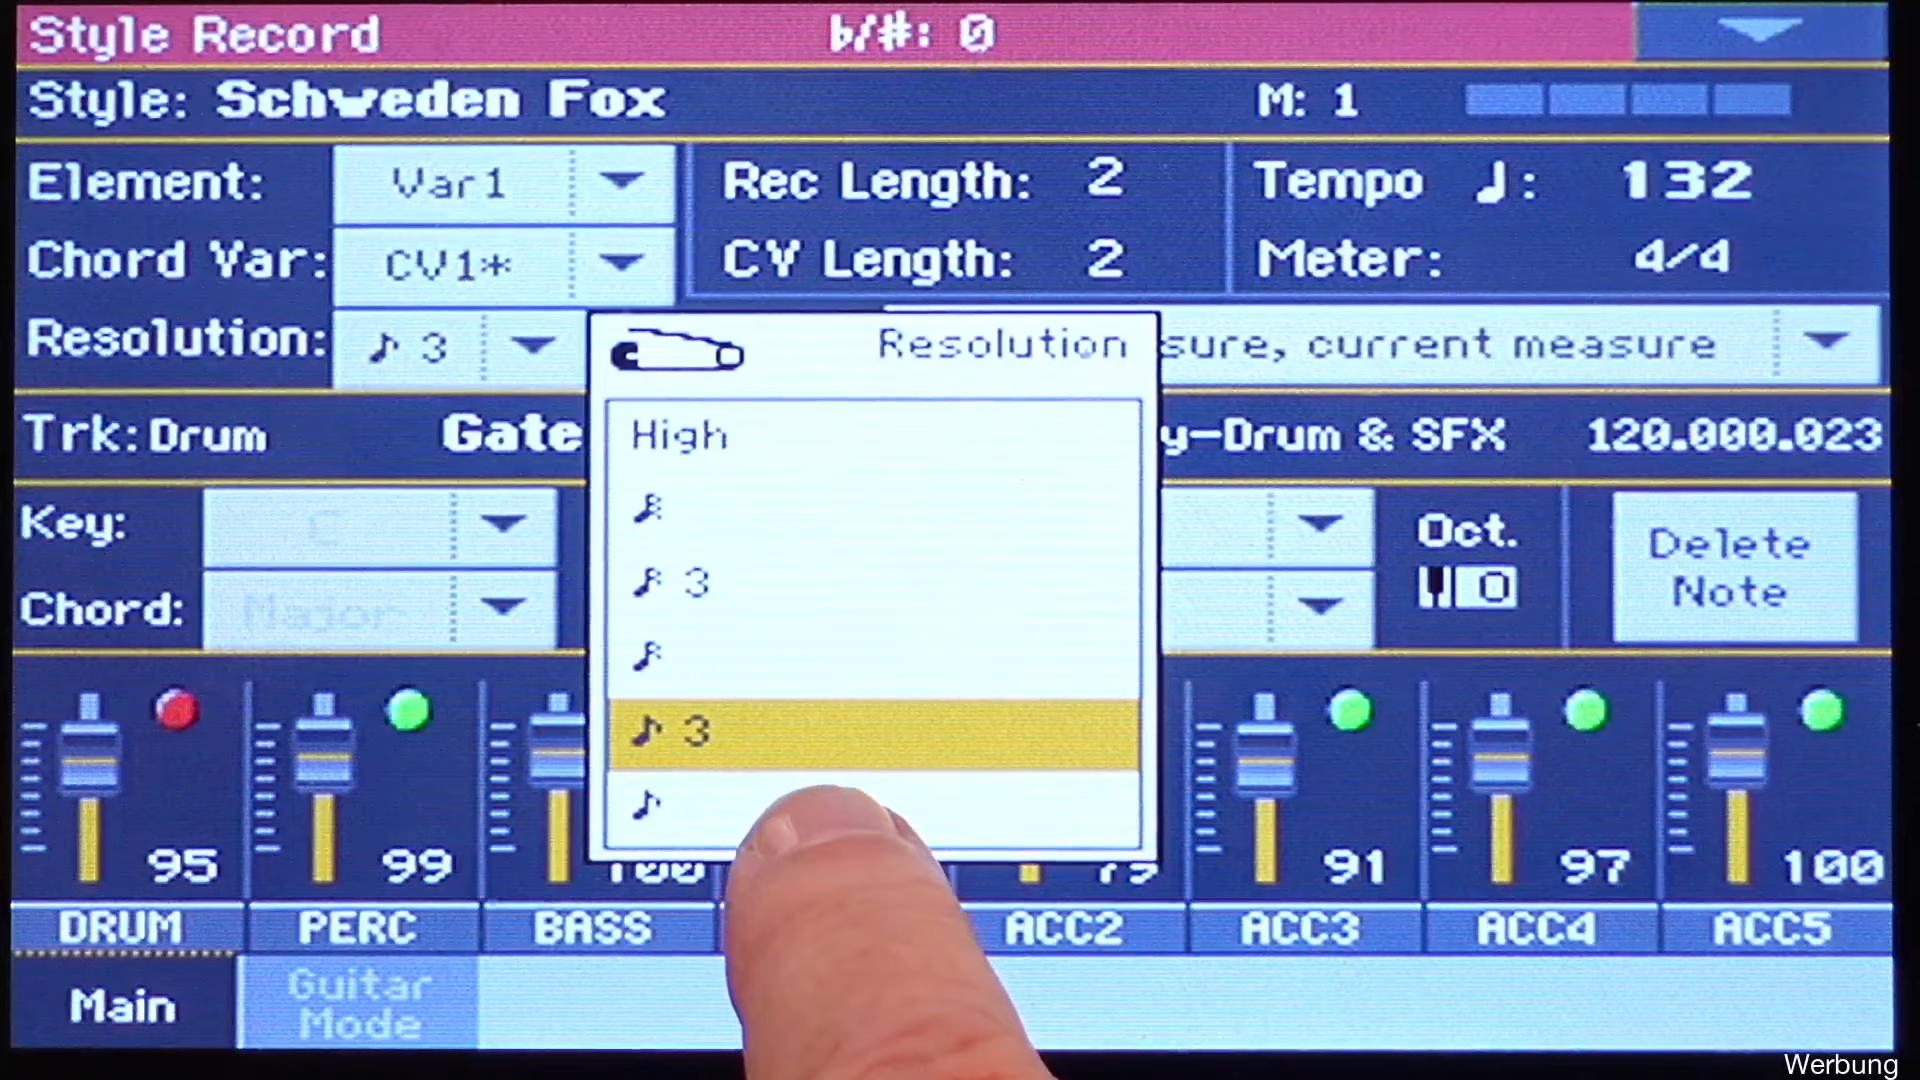 Style Record
b/#: 0
Style: Schweden Fox
M: 1
Element:
Var1
Rec Length: 2
Tempo ♩: 132
Chord Var:
CV1*
CV Length: 2
Meter: 4/4
Resolution:
♪ 3
Resolution
sure, current measure
High
Trk: Drum
Gate
y-Drum & SFX
120.000.023
Key:
Oct.
0
Delete
Note
3
Chord:
Major
♪ 3
♪
95
99
100
91
97
100
DRUM
PERC
BASS
ACC2
ACC3
ACC4
ACC5
Main
Guitar
Mode
Werbung